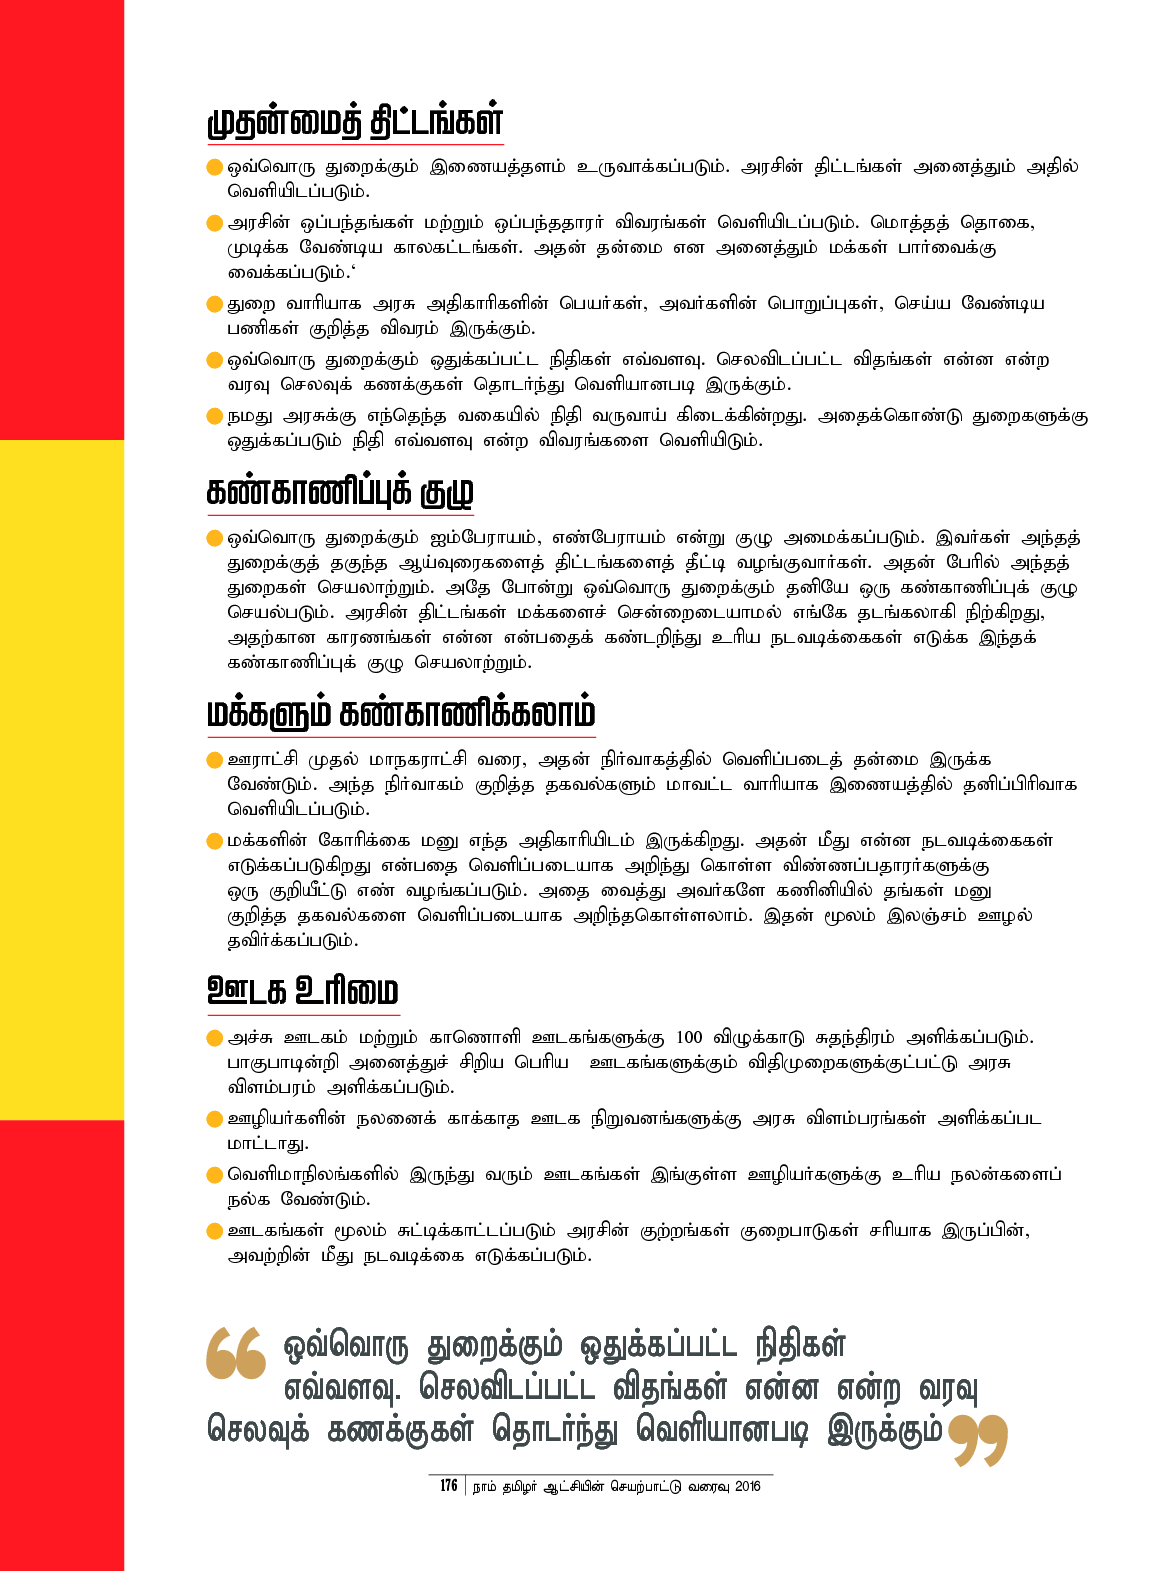 முதன்மைத் திட்டங்கள்
ஒவ்வொரு துறைக்கும் இணையத்தளம் உருவாக்கப்படும். அரசின் திட்டங்கள் அனைத்தும் அதில்
வெளியிடப்படும்.
அரசின் ஒப்பந்தங்கள் மற்றும் ஒப்பந்ததாரர் விவரங்கள் வெளியிடப்படும். மொத்தத் தொகை,
முடிக்க வேண்டிய காலகட்டங்கள். அதன் தன்மை என அனைத்தும் மக்கள் பார்வைக்கு
வைக்கப்படும்.‘
துறை வாரியாக அரசு அதிகாரிகளின் பெயர்கள், அவர்களின் பொறுப்புகள், செய்ய வேண்டிய
பணிகள் குறித்த விவரம் இருக்கும்.
ஒவ்வொரு துறைக்கும் ஒதுக்கப்பட்ட நிதிகள் எவ்வளவு. செலவிடப்பட்ட விதங்கள் என்ன என்ற
வரவு செலவுக் கணக்குகள் தொடர்ந்து வெளியானபடி இருக்கும்.
நமது அரசுக்கு எந்தெந்த வகையில் நிதி வருவாய் கிடைக்கின்றது. அதைக்கொண்டு துறைகளுக்கு
ஒதுக்கப்படும் நிதி எவ்வளவு என்ற விவரங்களை வெளியிடும்.
கண்காணிப்புக் குழு
ஒவ்வொரு துறைக்கும் ஐம்பேராயம், எண்பேராயம் என்று குழு அமைக்கப்படும். இவர்கள் அந்தத்
துறைக்குத் தகுந்த ஆய்வுரைகளைத் திட்டங்களைத் தீட்டி வழங்குவார்கள். அதன் பேரில் அந்தத்
துறைகள் செயலாற்றும். அதே போன்று ஒவ்வொரு துறைக்கும் தனியே ஒரு கண்காணிப்புக் குழு
செயல்படும். அரசின் திட்டங்கள் மக்களைச் சென்றைடையாமல் எங்கே தடங்கலாகி நிற்கிறது,
அதற்கான காரணங்கள் என்ன என்பதைக் கண்டறிந்து உரிய நடவடிக்கைகள் எடுக்க இந்தக்
கண்காணிப்புக் குழு செயலாற்றும்.
மக்களும் கண்காணிக்கலாம்
ஊராட்சி முதல் மாநகராட்சி வரை, அதன் நிர்வாகத்தில் வெளிப்படைத் தன்மை இருக்க
வேண்டும். அந்த நிர்வாகம் குறித்த தகவல்களும் மாவட்ட வாரியாக இணையத்தில் தனிப்பிரிவாக
வெளியிடப்படும்.
மக்களின் கோரிக்கை மனு எந்த அதிகாரியிடம் இருக்கிறது. அதன் மீது என்ன நடவடிக்கைகள்
எடுக்கப்படுகிறது என்பதை வெளிப்படையாக அறிந்து கொள்ள விண்ணப்பதாரர்களுக்கு
ஒரு குறியீட்டு எண் வழங்கப்படும். அதை வைத்து அவர்களே கணினியில் தங்கள் மனு
குறித்த தகவல்களை வெளிப்படையாக அறிந்தகொள்ளலாம். இதன் மூலம் இலஞ்சம் ஊழல்
தவிர்க்கப்படும்.
ஊடக உரிமை
அச்சு ஊடகம் மற்றும் காணொளி ஊடகங்களுக்கு 100 விழுக்காடு சுதந்திரம் அளிக்கப்படும்.
பாகுபாடின்றி அனைத்துச் சிறிய பெரிய ஊடகங்களுக்கும் விதிமுறைகளுக்குட்பட்டு அரசு
விளம்பரம் அளிக்கப்படும்.
ஊழியர்களின் நலனைக் காக்காத ஊடக நிறுவனங்களுக்கு அரசு விளம்பரங்கள் அளிக்கப்பட
மாட்டாது.
வெளிமாநிலங்களில் இருந்து வரும் ஊடகங்கள் இங்குள்ள ஊழியர்களுக்கு உரிய நலன்களைப்
நல்க வேண்டும்.
ஊடகங்கள் மூலம் சுட்டிக்காட்டப்படும் அரசின் குற்றங்கள் குறைபாடுகள் சரியாக இருப்பின்,
அவற்றின் மீது நடவடிக்கை எடுக்கப்படும்.
“ ஒவ்வொரு துறைக்கும் ஒதுக்கப்பட்ட நிதிகள்
எவ்வளவு. செலவிடப்பட்ட விதங்கள் என்ன என்ற வரவு
செலவுக் கணக்குகள் தொடர்ந்து வெளியானபடி இருக்கும் ”
176 நாம் தமிழர் ஆட்சியின் செயற்பாட்டு வரைவு 2016